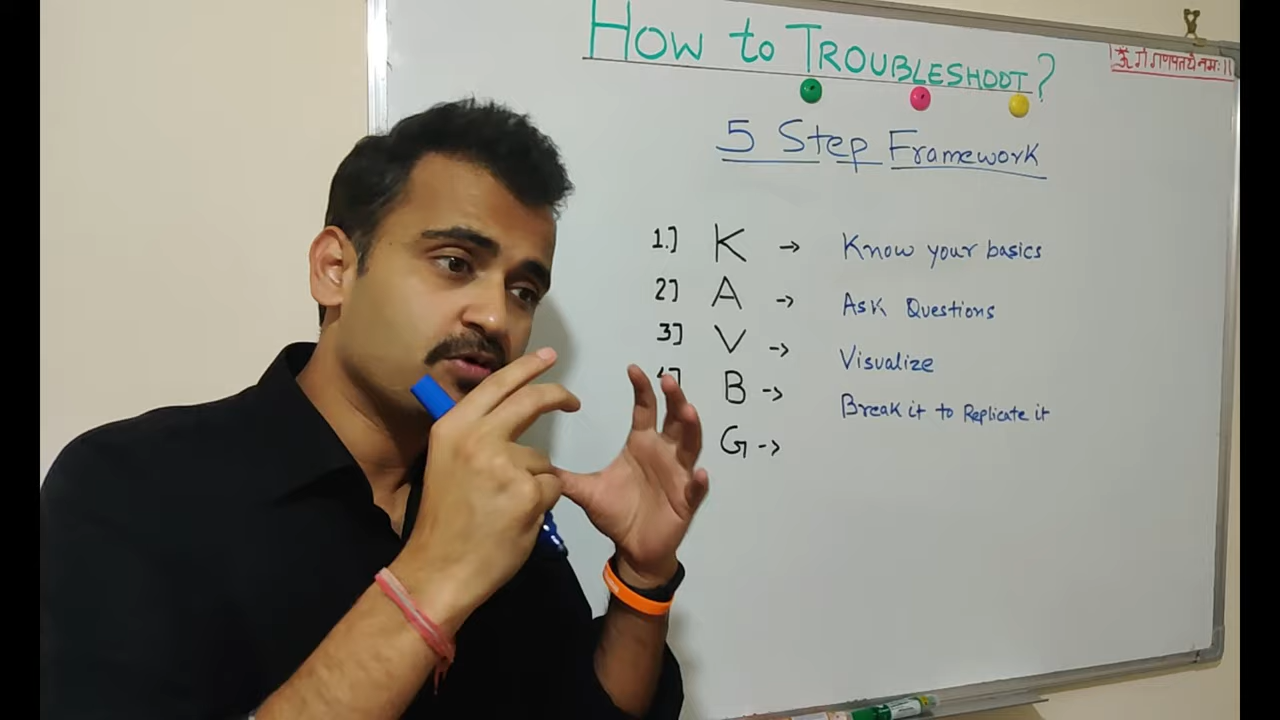 How to TROUBLESHOOT?
ॐ गं गणपतये नमः।।
5 Step Framework
1.] K → Know your basics
2] A → Ask Questions
3] V → Visualize
B → Break it to Replicate it
G →